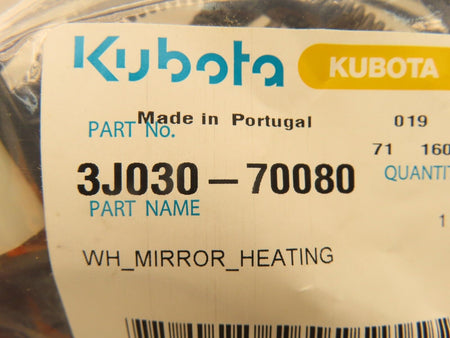 Kubota KUBOTA
Made in Portugal 019
PART No.
71 160
3J030-70080 QUANTIT
PART NAME
1
WH_MIRROR_HEATING